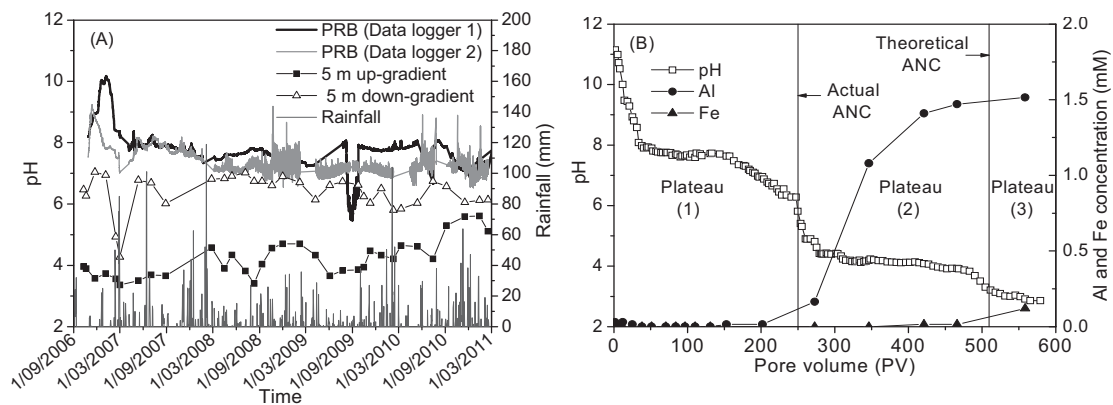 (A)
PRB (Data logger 1)
PRB (Data logger 2)
5 m up-gradient
5 m down-gradient
Rainfall
12
10
8
6
4
2
pH
200
180
160
140
120
100
80
60
40
20
0
Rainfall (mm)
1/09/2006
1/03/2007
1/09/2007
1/03/2008
1/09/2008
1/03/2009
1/09/2009
1/03/2010
1/09/2010
1/03/2011
Time
(B)
pH
Al
Fe
Theoretical
ANC
Actual
ANC
Plateau
(1)
Plateau
(2)
Plateau
(3)
12
10
8
6
4
2
pH
2.0
1.5
1.0
0.5
0.0
Al and Fe concentration (mM)
0
100
200
300
400
500
600
Pore volume (PV)